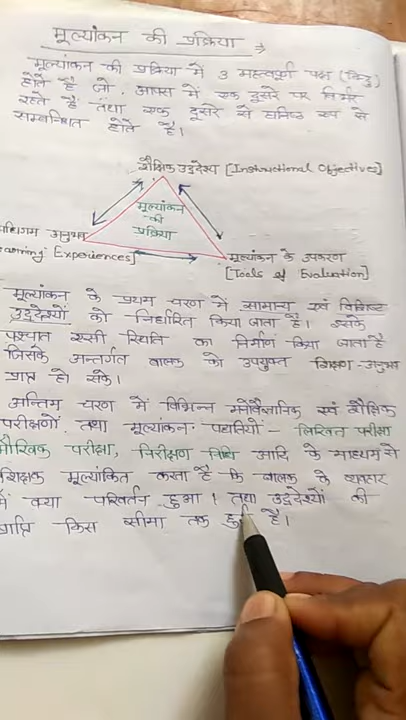 मूल्यांकन की प्रक्रिया
मूल्यांकन की प्रक्रिया में 3 महत्वपूर्ण पक्ष (बिन्दु)
होते हैं जो आपस में एक दूसरे पर निर्भर
रहते हैं तथा एक दूसरे से घनिष्ठ रूप से
सम्बन्धित होते हैं।
शैक्षिक उद्देश्य [Instructional Objectives]
मूल्यांकन
की
प्रक्रिया
अधिगम अनुभव
Learning Experiences]
मूल्यांकन के उपकरण
[Tools of Evaluation]
मूल्यांकन के प्रथम चरण में सामान्य एवं विशिष्ट
उद्देश्यों को निर्धारित किया जाता है। इसके
पश्चात ऐसी स्थिति का निर्माण किया जाता है
जिसके अन्तर्गत बालक को उपयुक्त शिक्षण-अनुभव
प्राप्त हो सके।
अन्तिम चरण में विभिन्न मनोवैज्ञानिक एवं शैक्षिक
परीक्षणों तथा मूल्यांकन पद्धतियों - लिखित परीक्षा
मौखिक परीक्षा, निरीक्षण विधि आदि के माध्यम से
शिक्षक मूल्यांकित करता है कि बालक के व्यवहार
में क्या परिवर्तन हुआ। तथा उद्देश्यों की
प्राप्ति किस सीमा तक हुई है।